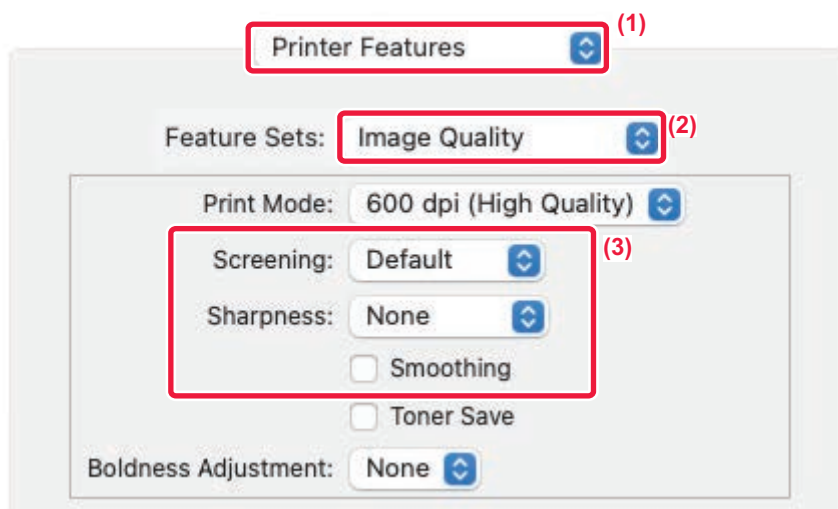 Printer Features (1)
Feature Sets: Image Quality (2)
Print Mode: 600 dpi (High Quality)
Screening: Default (3)
Sharpness: None
Smoothing
Toner Save
Boldness Adjustment: None